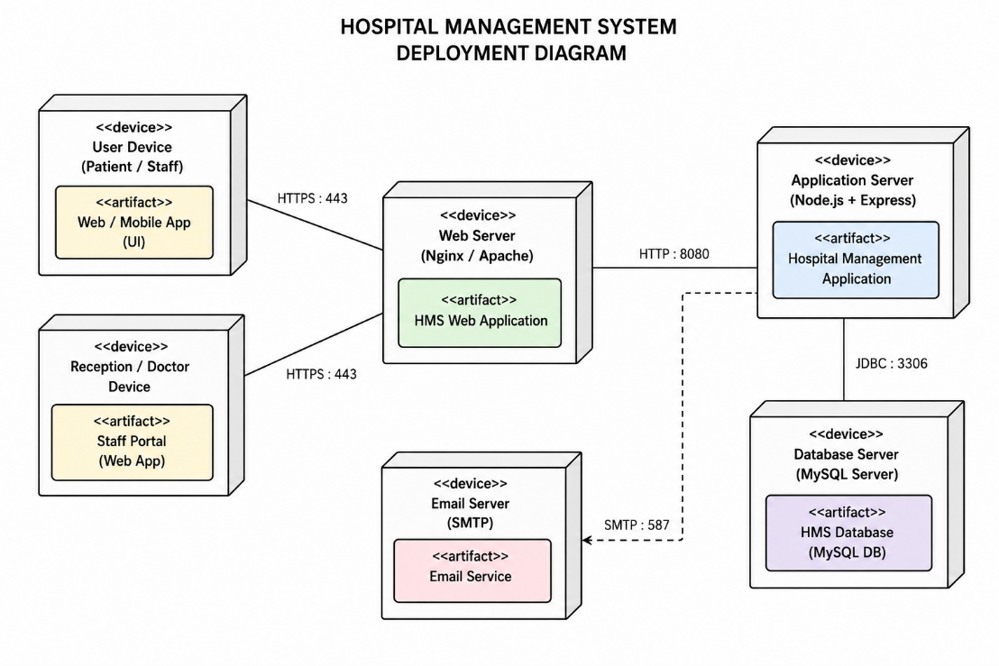 HOSPITAL MANAGEMENT SYSTEM
DEPLOYMENT DIAGRAM
<<device>>
User Device
(Patient / Staff)
<<artifact>>
Web / Mobile App
(UI)
HTTPS : 443
<<device>>
Reception / Doctor
Device
<<artifact>>
Staff Portal
(Web App)
HTTPS : 443
<<device>>
Web Server
(Nginx / Apache)
<<artifact>>
HMS Web Application
HTTP : 8080
<<device>>
Application Server
(Node.js + Express)
<<artifact>>
Hospital Management
Application
JDBC : 3306
<<device>>
Database Server
(MySQL Server)
<<artifact>>
HMS Database
(MySQL DB)
SMTP : 587
<<device>>
Email Server
(SMTP)
<<artifact>>
Email Service